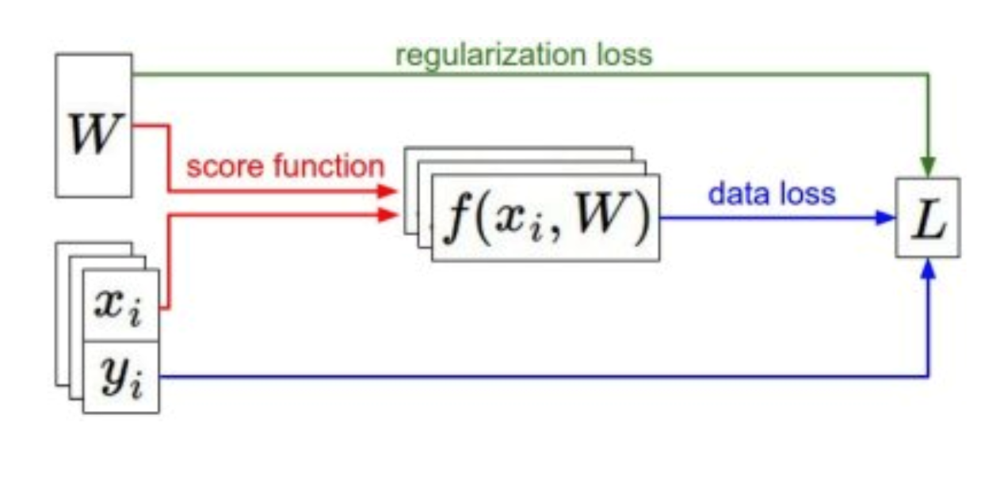 regularization loss
W
score function
f(x_i, W)
data loss
L
x_i
y_i